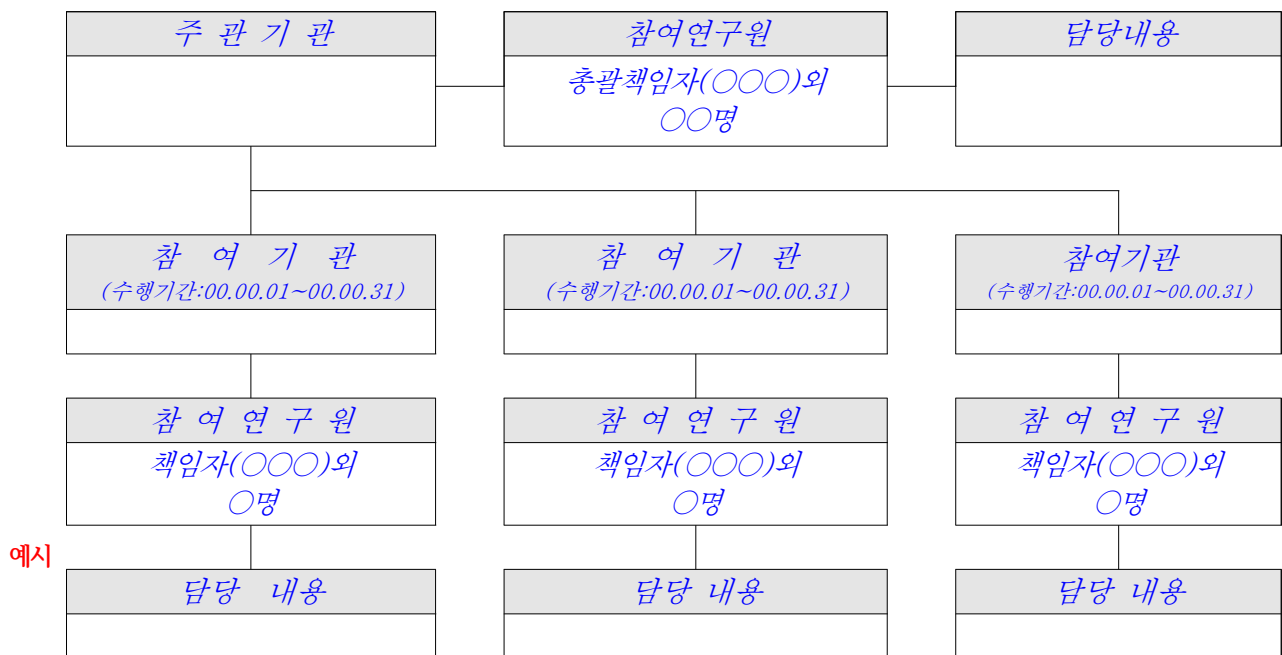 주 관 기 관
참여연구원
담당내용
총괄책임자(○○○)외
○○명
참 여 기 관
(수행기간:00.00.01~00.00.31)
참 여 기 관
(수행기간:00.00.01~00.00.31)
참여기관
(수행기간:00.00.01~00.00.31)
참 여 연 구 원
책임자(○○○)외
○명
참 여 연 구 원
책임자(○○○)외
○명
참 여 연 구 원
책임자(○○○)외
○명
예시
담당 내용
담당 내용
담당 내용